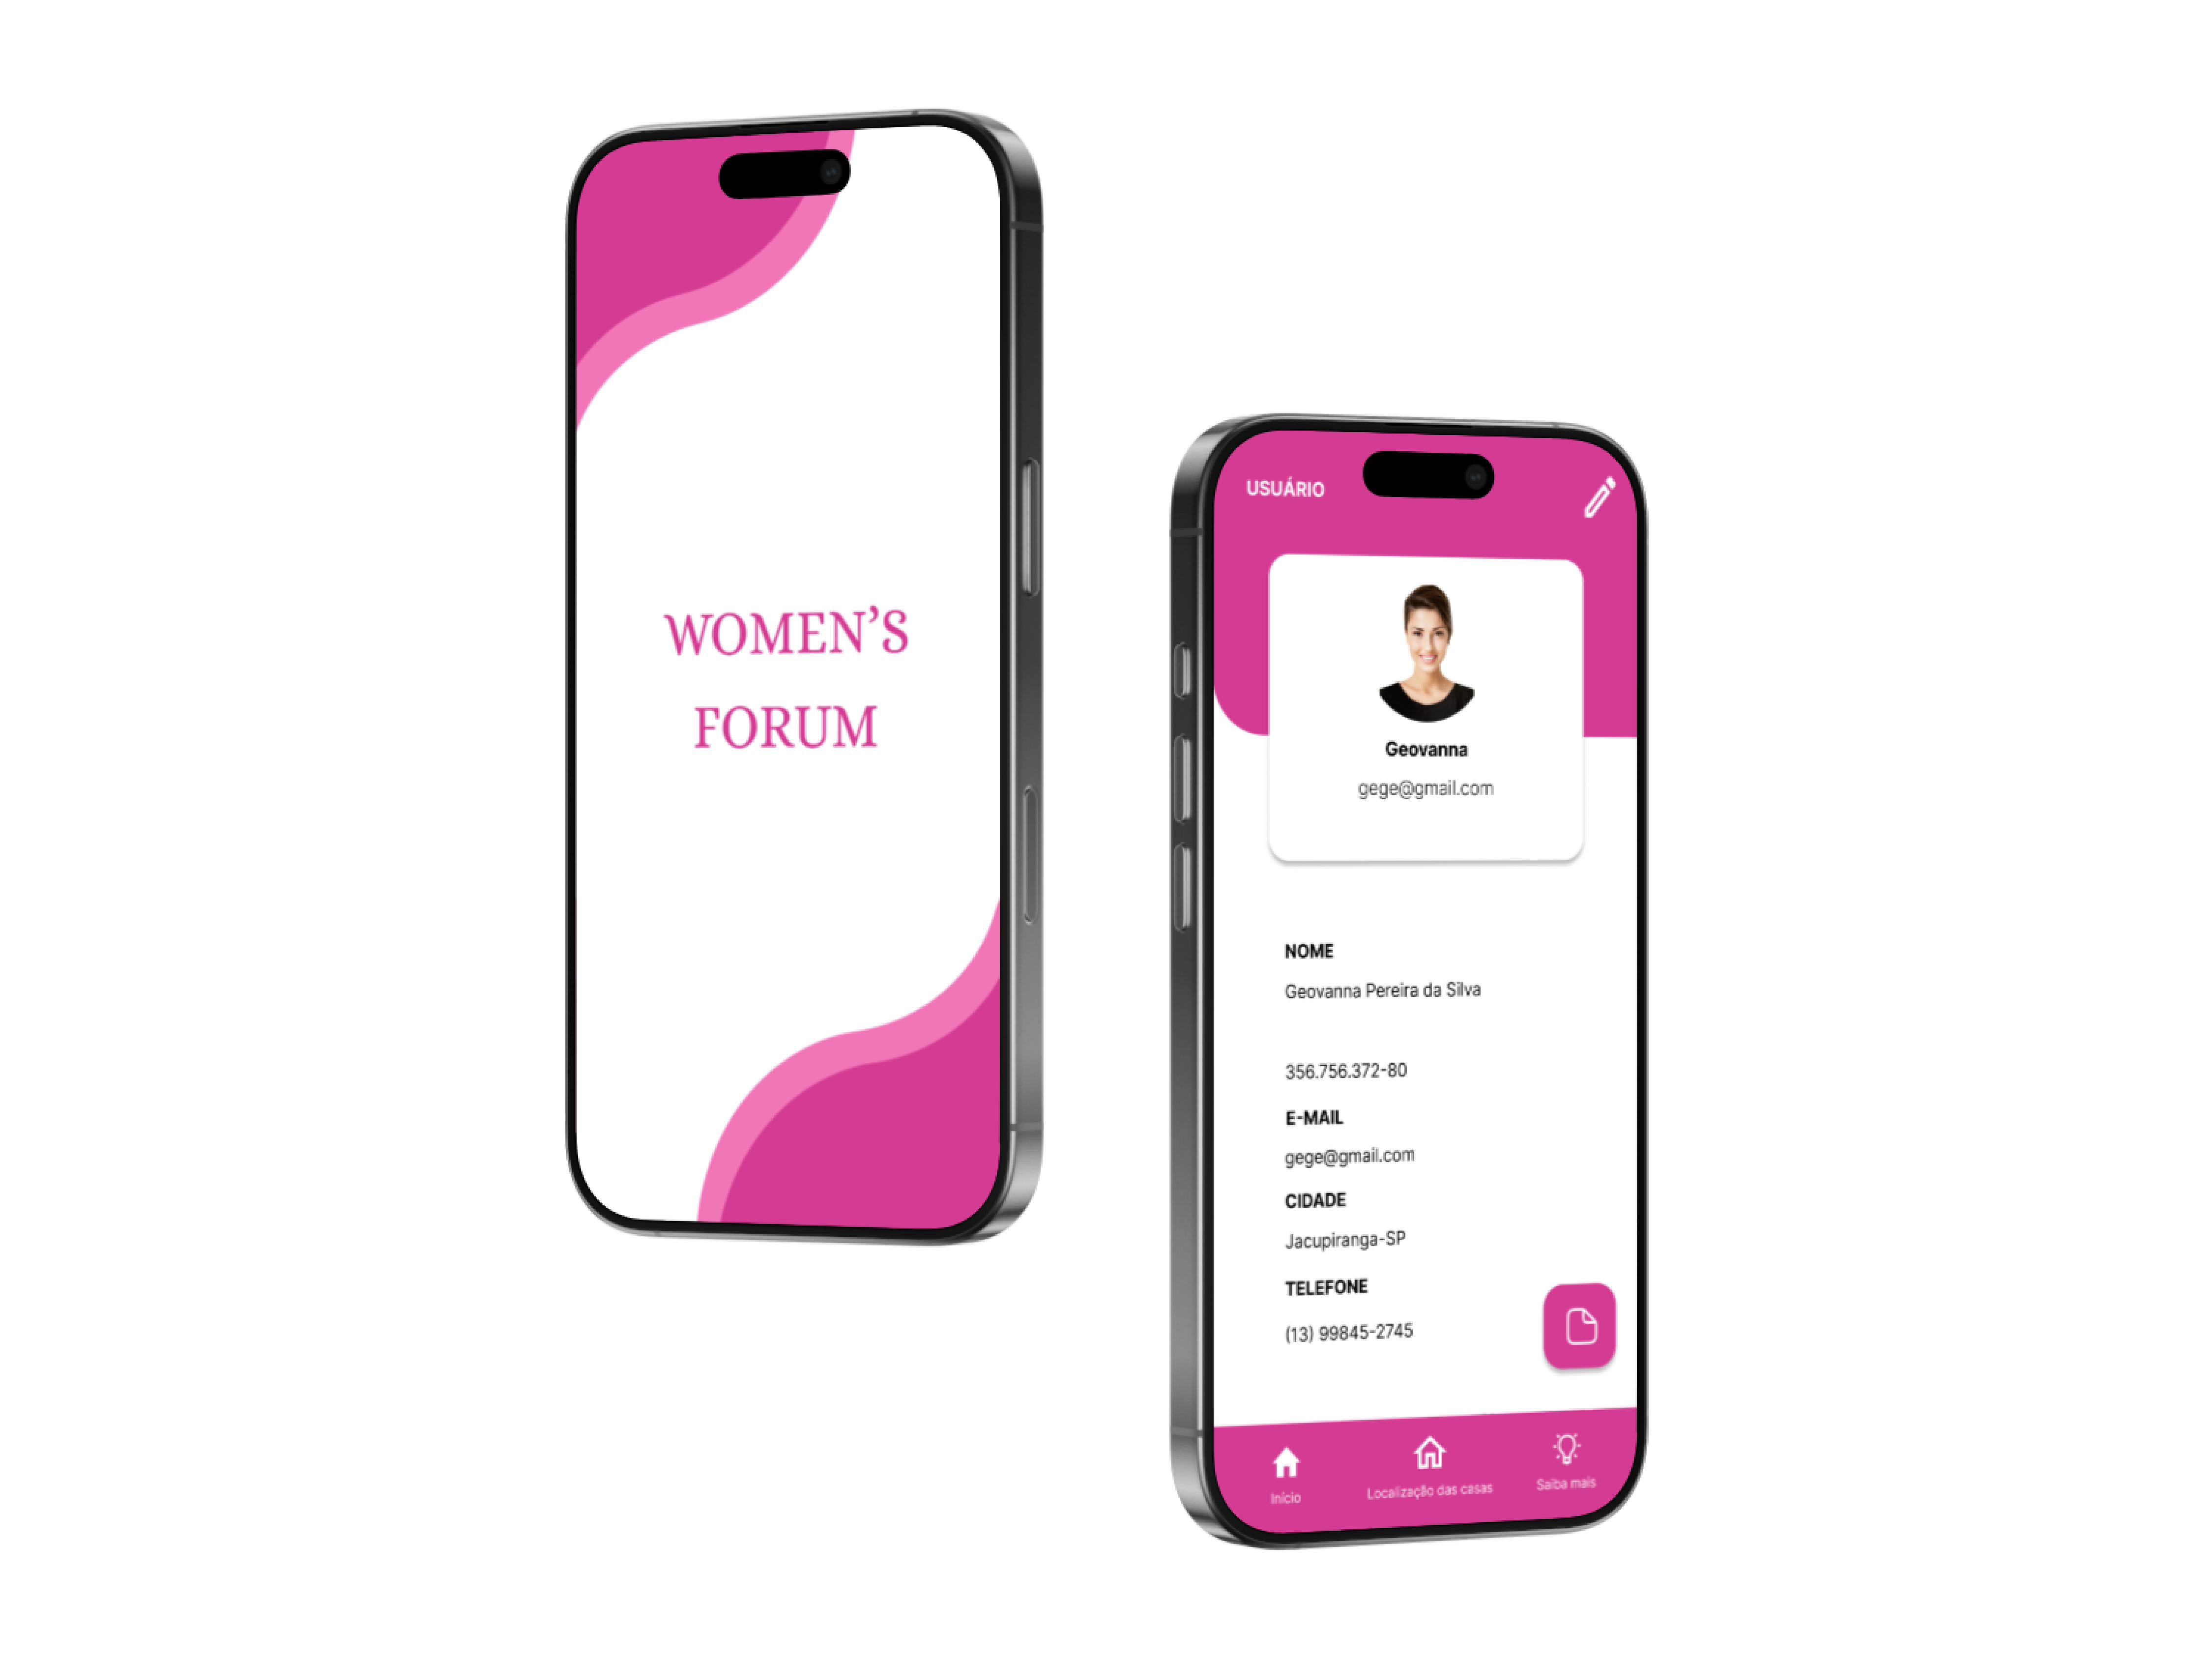 WOMEN’S
FORUM
USUÁRIO
Geovanna
gege@gmail.com
NOME
Geovanna Pereira da Silva
356.756.372-80
E-MAIL
gege@gmail.com
CIDADE
Jacupiranga-SP
TELEFONE
(13) 99845-2745
Início
Localização das casas
Saiba mais